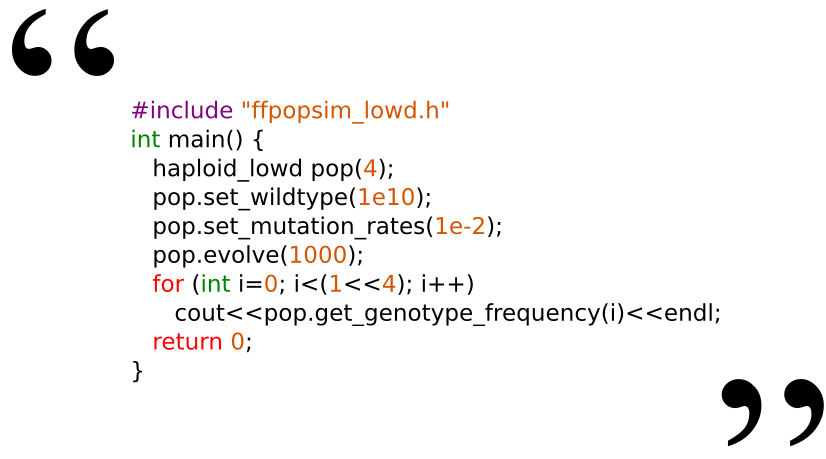 “
#include "ffpopsim_lowd.h"
int main() {
haploid_lowd pop(4);
pop.set_wildtype(1e10);
pop.set_mutation_rates(1e-2);
pop.evolve(1000);
for (int i=0; i<(1<<4); i++)
cout<<pop.get_genotype_frequency(i)<<endl;
return 0;
}
”